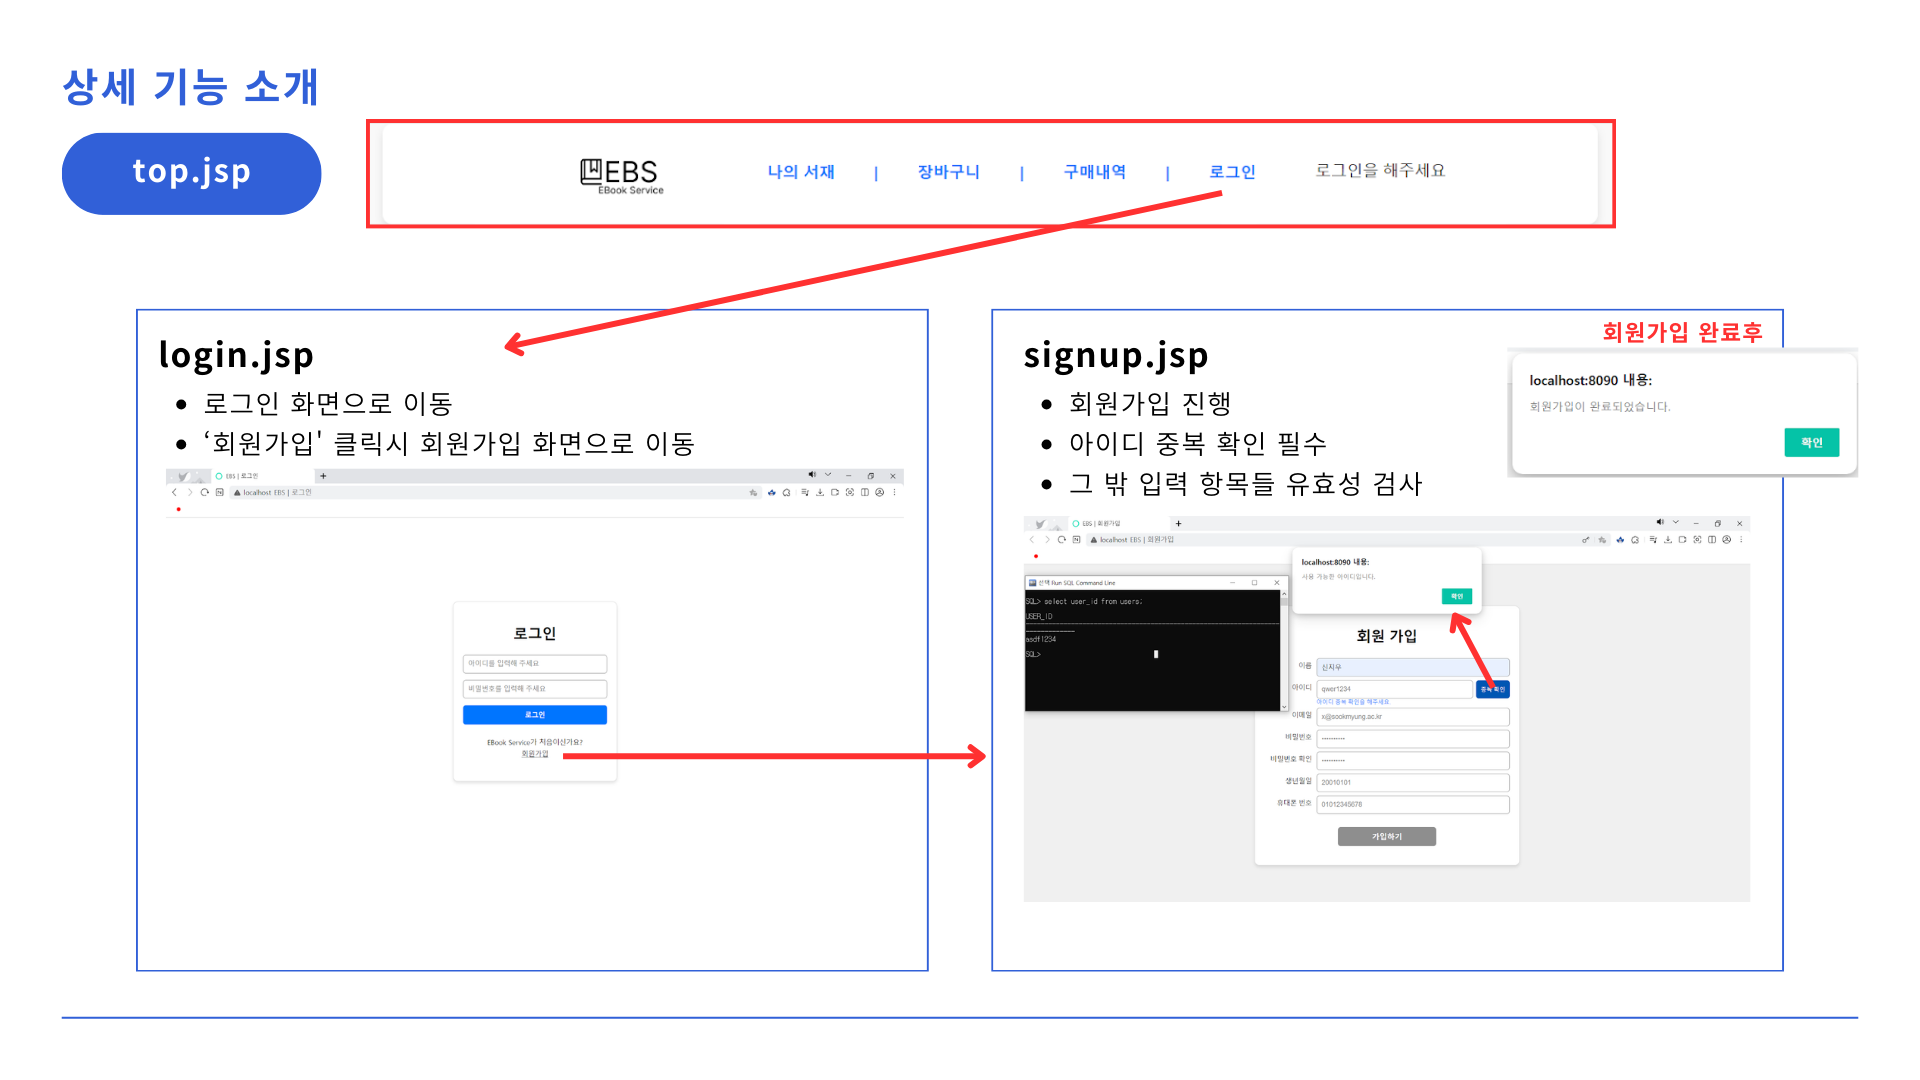 상세 기능 소개
top.jsp
EBS
EBook Service
나의 서재 | 장바구니 | 구매내역 | 로그인 로그인을 해주세요
login.jsp
• 로그인 화면으로 이동
• ‘회원가입' 클릭시 회원가입 화면으로 이동
EBS | 로그인
localhost EBS | 로그인
로그인
아이디를 입력해 주세요
비밀번호를 입력해 주세요
로그인
EBook Service가 처음이신가요?
회원가입
signup.jsp
• 회원가입 진행
• 아이디 중복 확인 필수
• 그 밖 입력 항목들 유효성 검사
회원가입 완료후
localhost:8090 내용:
회원가입이 완료되었습니다.
확인
EBS | 회원가입
localhost EBS | 회원가입
localhost:8090 내용:
사용 가능한 아이디입니다.
확인
선택 Run SQL Command Line
SQL> select user_id from users;
USER_ID
asdf1234
SQL>
회원 가입
이름 신지우
아이디 qwer1234 중복 확인
아이디 중복 확인을 해주세요
이메일 x@sookmyung.ac.kr
비밀번호 ••••••••••
비밀번호 확인 ••••••••••
생년월일 20010101
휴대폰 번호 01012345678
가입하기